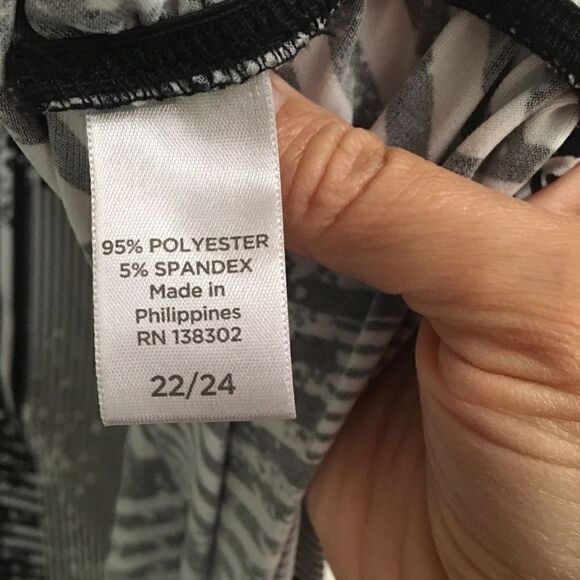 95% POLYESTER
5% SPANDEX
Made in
Philippines
RN 138302
22/24